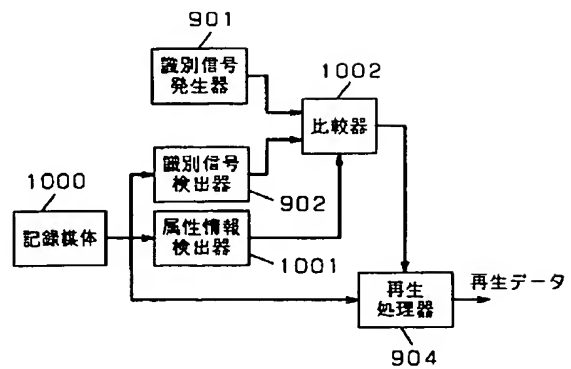 901
識別信号
発生器
1002
比較器
識別信号
検出器
902
1000
記録媒体
属性情報
検出器
1001
再生
処理器
904
再生データ